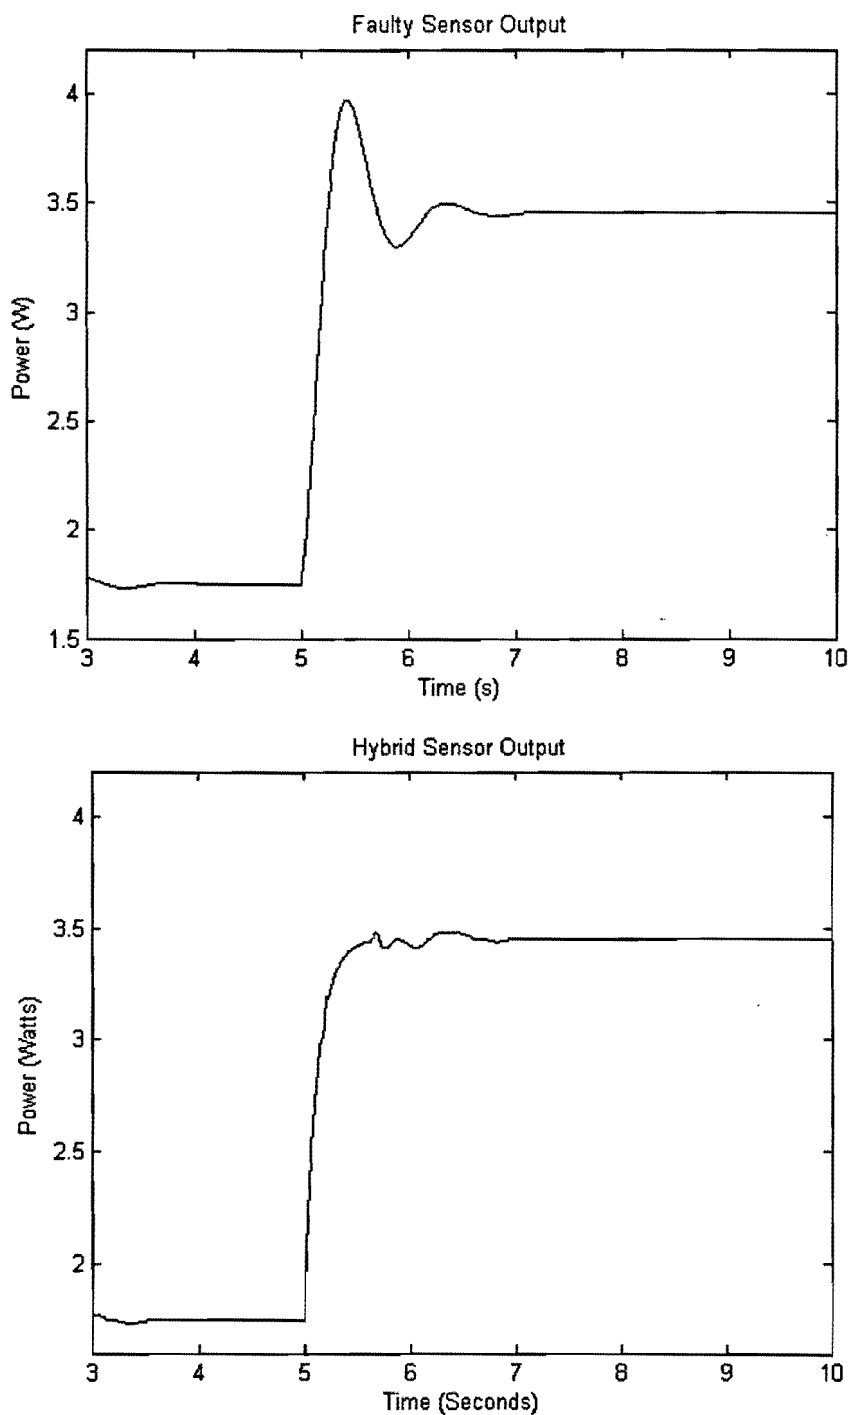 Faulty Sensor Output
4
3.5
3
2.5
2
1.5
Power (W)
3 4 5 6 7 8 9 10
Time (s)
Hybrid Sensor Output
4
3.5
3
2.5
2
Power (Watts)
3 4 5 6 7 8 9 10
Time (Seconds)